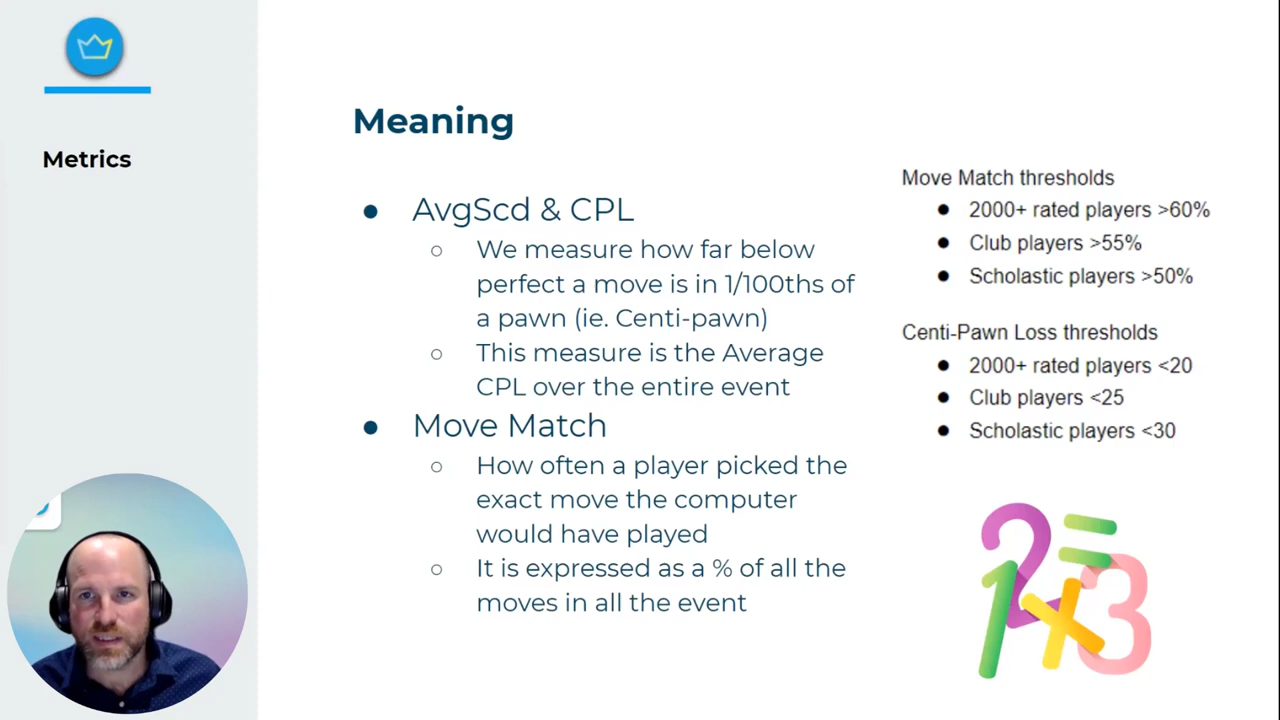 Metrics
Meaning
● AvgScd & CPL
○ We measure how far below
perfect a move is in 1/100ths of
a pawn (ie. Centi-pawn)
○ This measure is the Average
CPL over the entire event
● Move Match
○ How often a player picked the
exact move the computer
would have played
○ It is expressed as a % of all the
moves in all the event
Move Match thresholds
● 2000+ rated players >60%
● Club players >55%
● Scholastic players >50%
Centi-Pawn Loss thresholds
● 2000+ rated players <20
● Club players <25
● Scholastic players <30
1 2 x 3 =